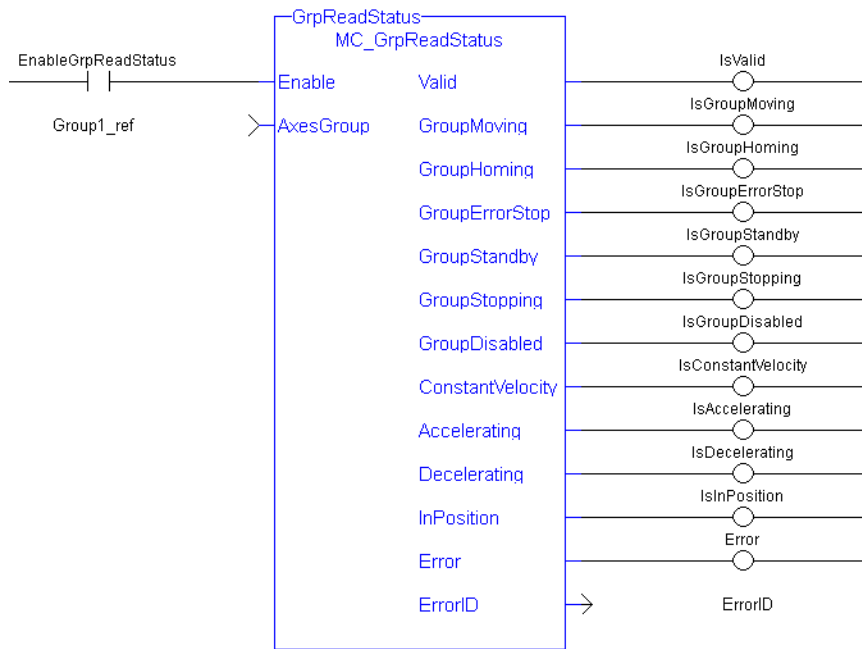 GrpReadStatus
MC_GrpReadStatus
EnableGrpReadStatus
Enable
Valid
IsValid
Group1_ref
AxesGroup
GroupMoving
IsGroupMoving
GroupHoming
IsGroupHoming
GroupErrorStop
IsGroupErrorStop
GroupStandby
IsGroupStandby
GroupStopping
IsGroupStopping
GroupDisabled
IsGroupDisabled
ConstantVelocity
IsConstantVelocity
Accelerating
IsAccelerating
Decelerating
IsDecelerating
InPosition
IsInPosition
Error
Error
ErrorID
ErrorID